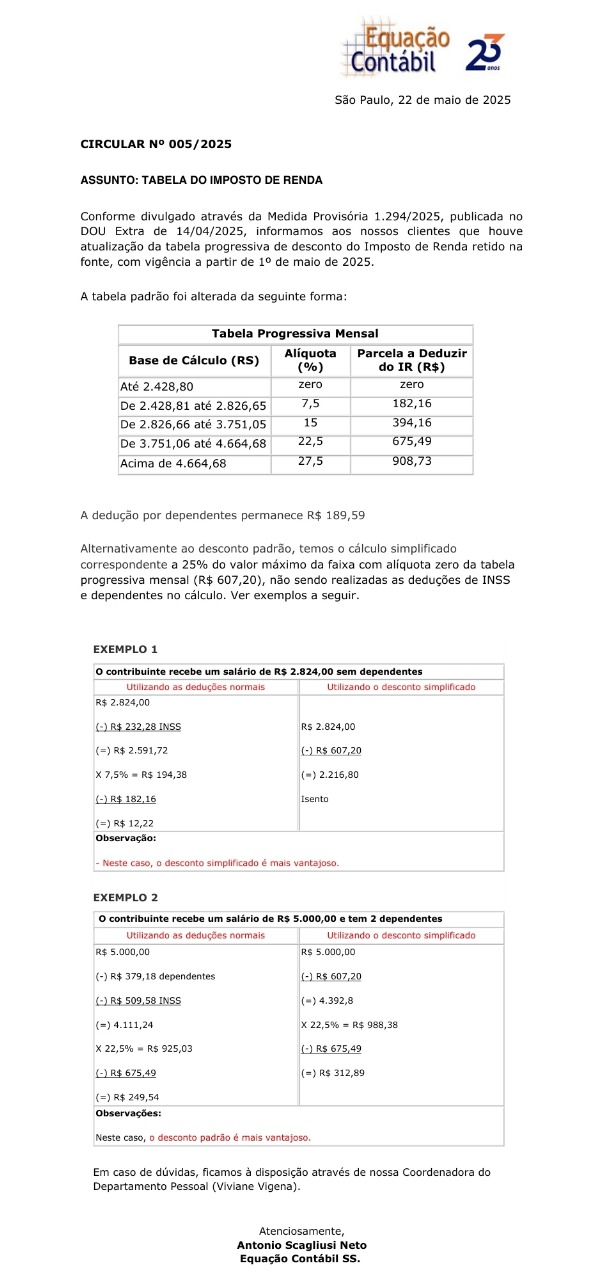 Equação
Contábil
23
anos
São Paulo, 22 de maio de 2025
CIRCULAR Nº 005/2025
ASSUNTO: TABELA DO IMPOSTO DE RENDA
Conforme divulgado através da Medida Provisória 1.294/2025, publicada no
DOU Extra de 14/04/2025, informamos aos nossos clientes que houve
atualização da tabela progressiva de desconto do Imposto de Renda retido na
fonte, com vigência a partir de 1º de maio de 2025.
A tabela padrão foi alterada da seguinte forma:
Tabela Progressiva Mensal
Base de Cálculo (RS) Alíquota (%) Parcela a Deduzir do IR (R$)
Até 2.428,80 zero zero
De 2.428,81 até 2.826,65 7,5 182,16
De 2.826,66 até 3.751,05 15 394,16
De 3.751,06 até 4.664,68 22,5 675,49
Acima de 4.664,68 27,5 908,73
A dedução por dependentes permanece R$ 189,59
Alternativamente ao desconto padrão, temos o cálculo simplificado
correspondente a 25% do valor máximo da faixa com alíquota zero da tabela
progressiva mensal (R$ 607,20), não sendo realizadas as deduções de INSS
e dependentes no cálculo. Ver exemplos a seguir.
EXEMPLO 1
O contribuinte recebe um salário de R$ 2.824,00 sem dependentes
Utilizando as deduções normais
R$ 2.824,00
(-) R$ 232,28 INSS
(=) R$ 2.591,72
X 7,5% = R$ 194,38
(-) R$ 182,16
(=) R$ 12,22
Utilizando o desconto simplificado
R$ 2.824,00
(-) R$ 607,20
(=) 2.216,80
Isento
Observação:
- Neste caso, o desconto simplificado é mais vantajoso.
EXEMPLO 2
O contribuinte recebe um salário de R$ 5.000,00 e tem 2 dependentes
Utilizando as deduções normais
R$ 5.000,00
(-) R$ 379,18 dependentes
(-) R$ 509,58 INSS
(=) 4.111,24
X 22,5% = R$ 925,03
(-) R$ 675,49
(=) R$ 249,54
Utilizando o desconto simplificado
R$ 5.000,00
(-) R$ 607,20
(=) 4.392,8
X 22,5% = R$ 988,38
(-) R$ 675,49
(=) R$ 312,89
Observações:
Neste caso, o desconto padrão é mais vantajoso.
Em caso de dúvidas, ficamos à disposição através de nossa Coordenadora do
Departamento Pessoal (Viviane Vigena).
Atenciosamente,
Antonio Scagliusi Neto
Equação Contábil SS.